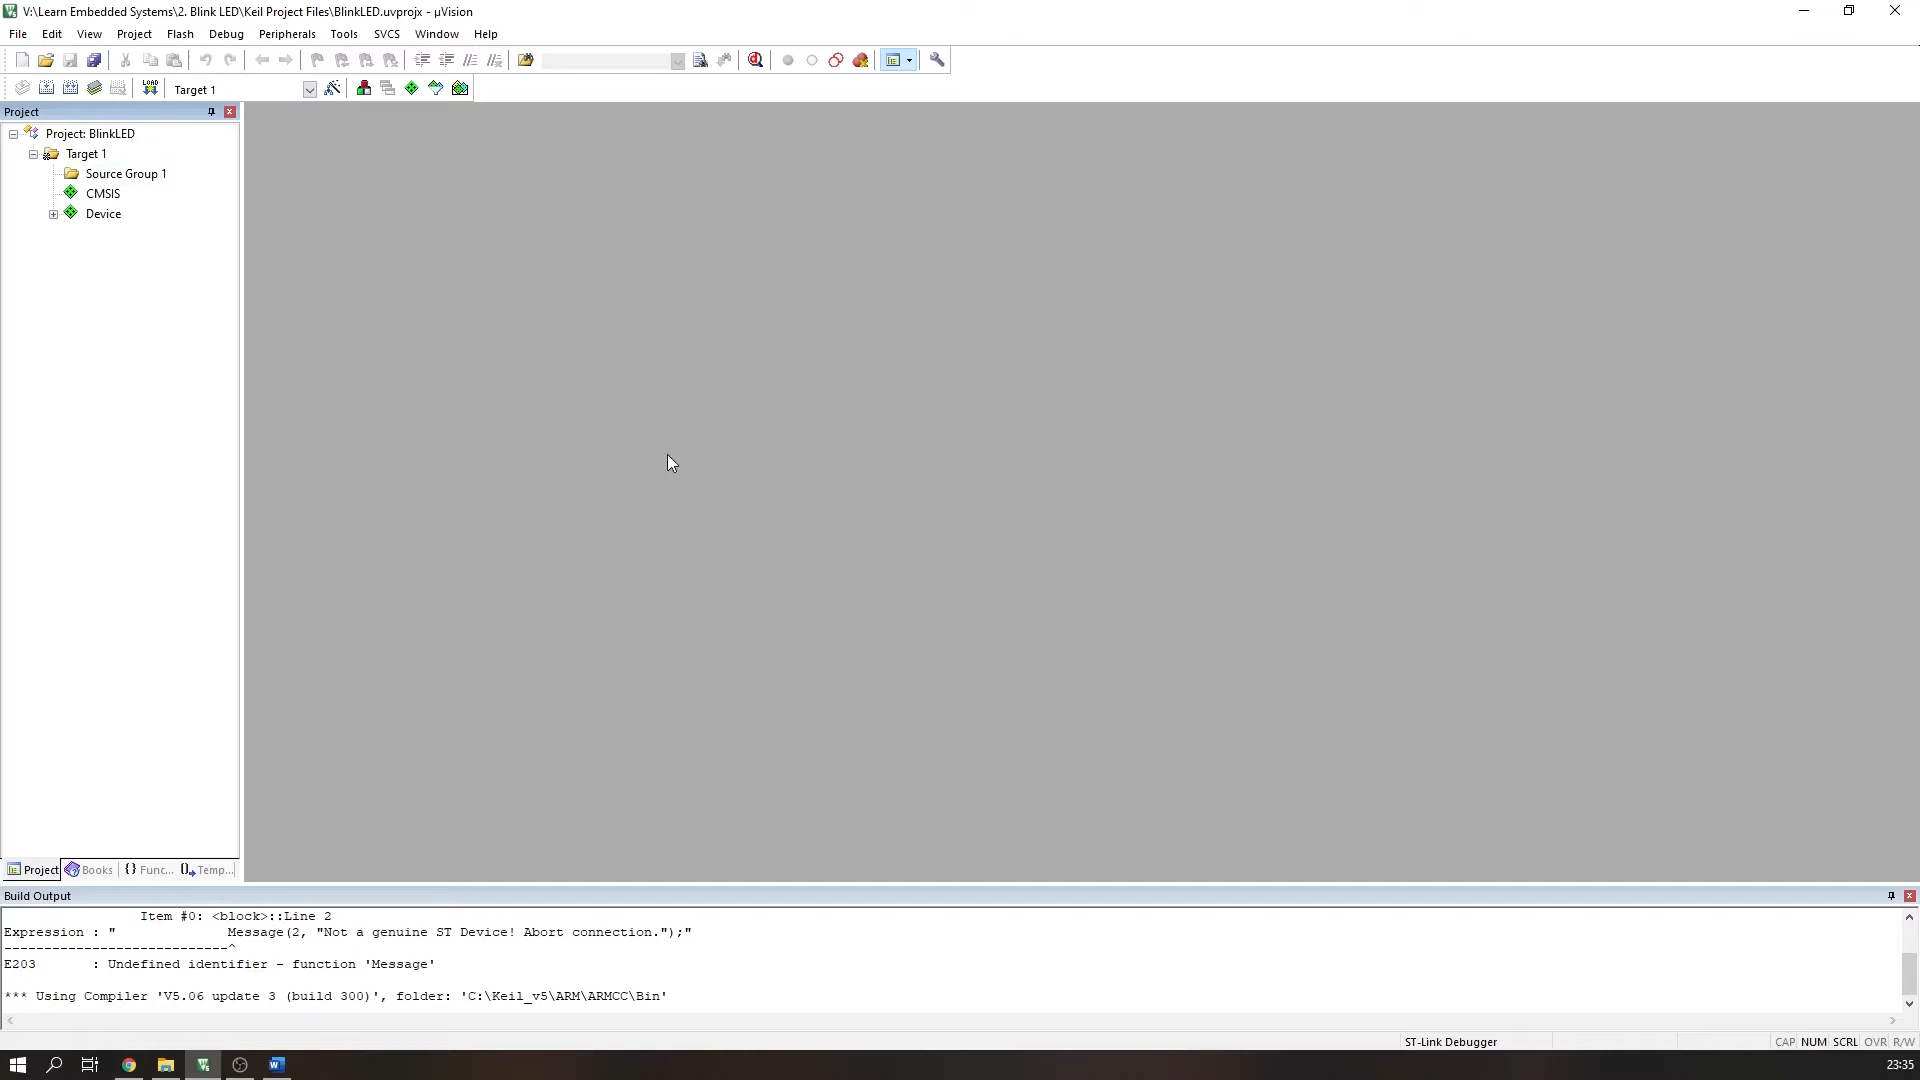 V:\Learn Embedded Systems\2. Blink LED\Keil Project Files\BlinkLED.uvprojx - µVision
File Edit View Project Flash Debug Peripherals Tools SVCS Window Help
LOAD Target 1
Project
Project: BlinkLED
Target 1
Source Group 1
CMSIS
Device
Project Books {} Func... Temp...
Build Output
Item #0: <block>::Line 2
Expression : " Message(2, "Not a genuine ST Device! Abort connection.");"
----------------------------^
E203 : Undefined identifier - function 'Message'
*** Using Compiler 'V5.06 update 3 (build 300)', folder: 'C:\Keil_v5\ARM\ARMCC\Bin'
ST-Link Debugger CAP NUM SCRL OVR R/W
23:35